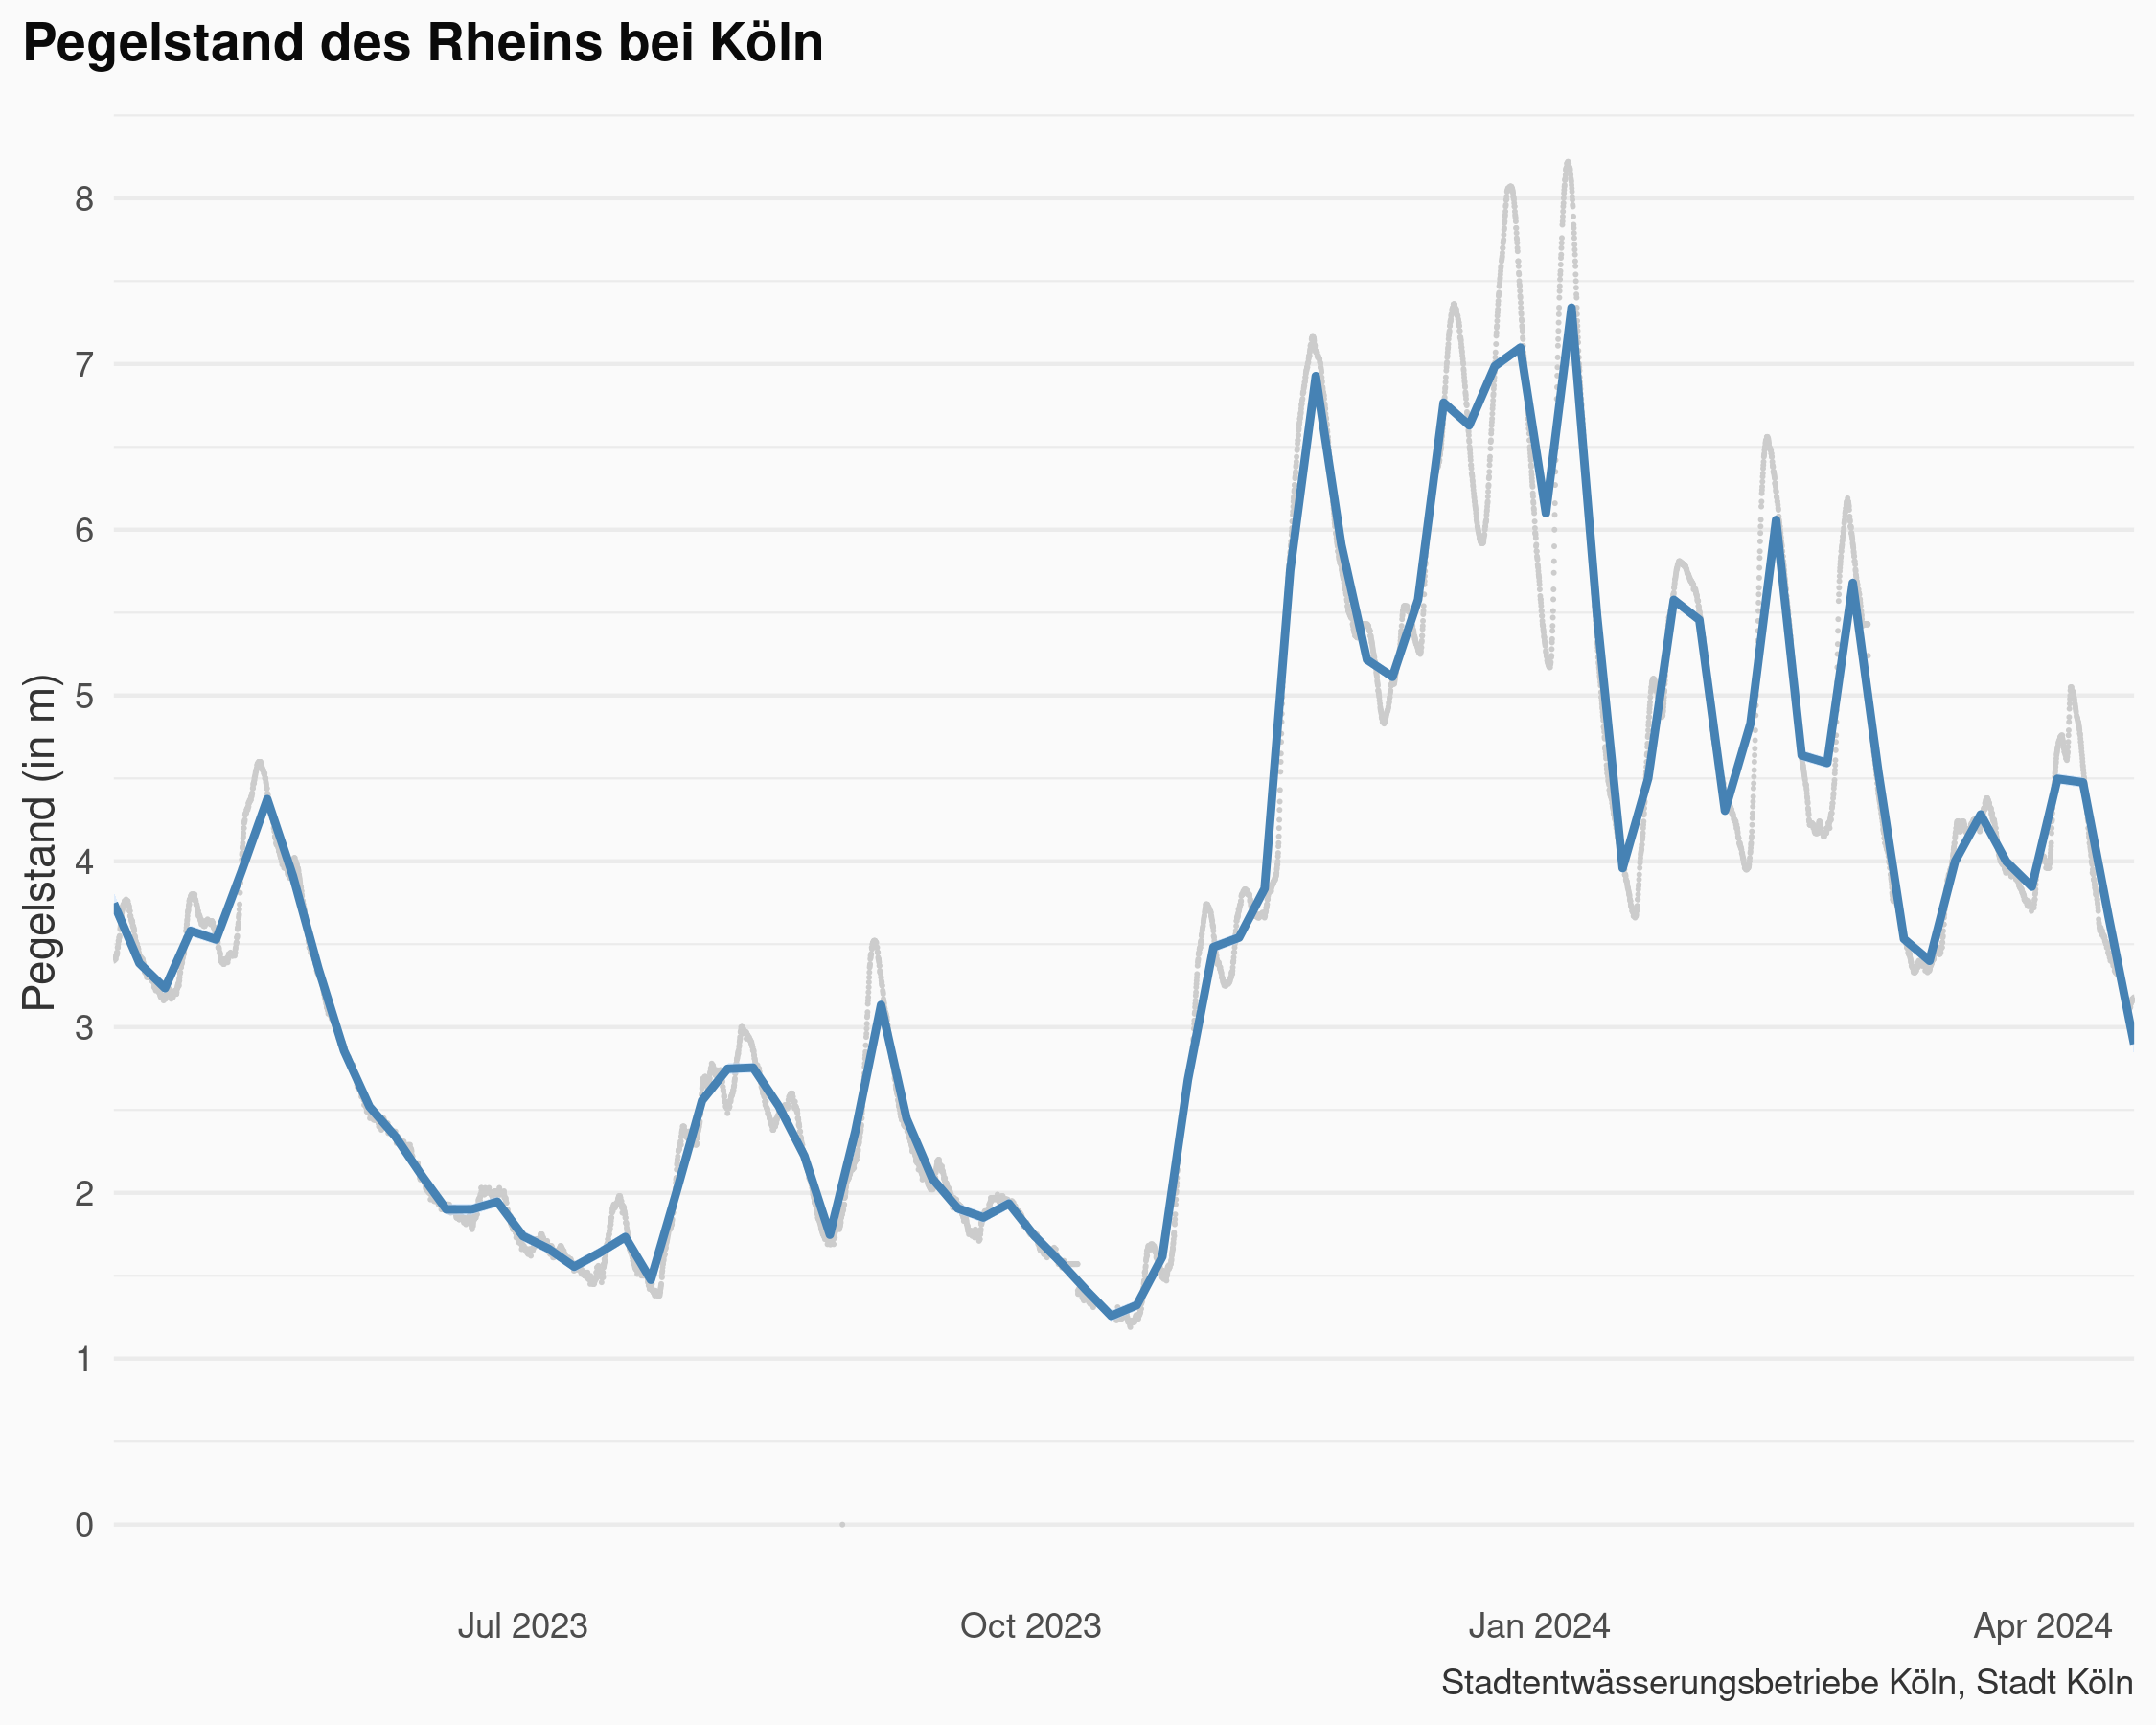 Pegelstand des Rheins bei Köln
Pegelstand (in m)
8
7
6
5
4
3
2
1
0
Jul 2023
Oct 2023
Jan 2024
Apr 2024
Stadtentwässerungsbetriebe Köln, Stadt Köln